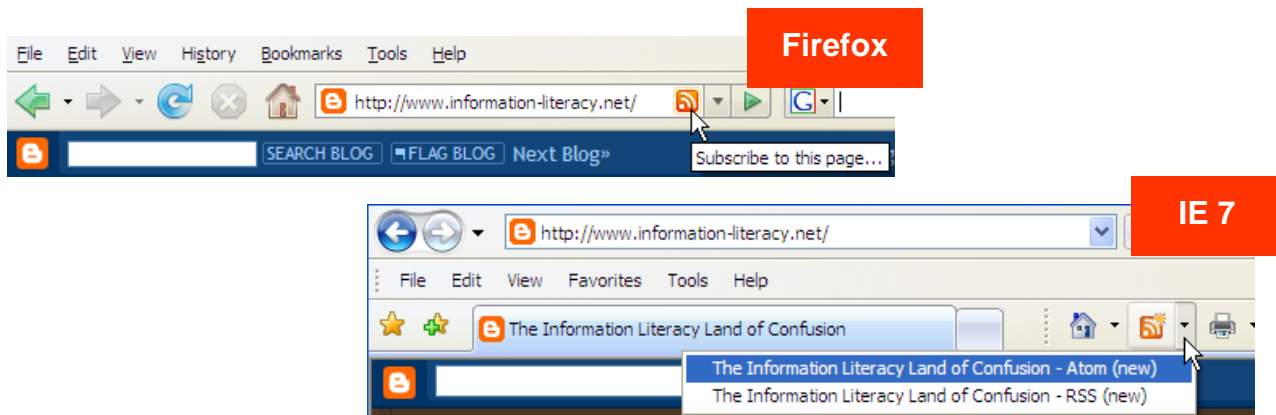 Firefox
File Edit View History Bookmarks Tools Help
http://www.information-literacy.net/ G
SEARCH BLOG FLAG BLOG Next Blog»
Subscribe to this page...
IE 7
http://www.information-literacy.net/
File Edit View Favorites Tools Help
The Information Literacy Land of Confusion
The Information Literacy Land of Confusion - Atom (new)
The Information Literacy Land of Confusion - RSS (new)